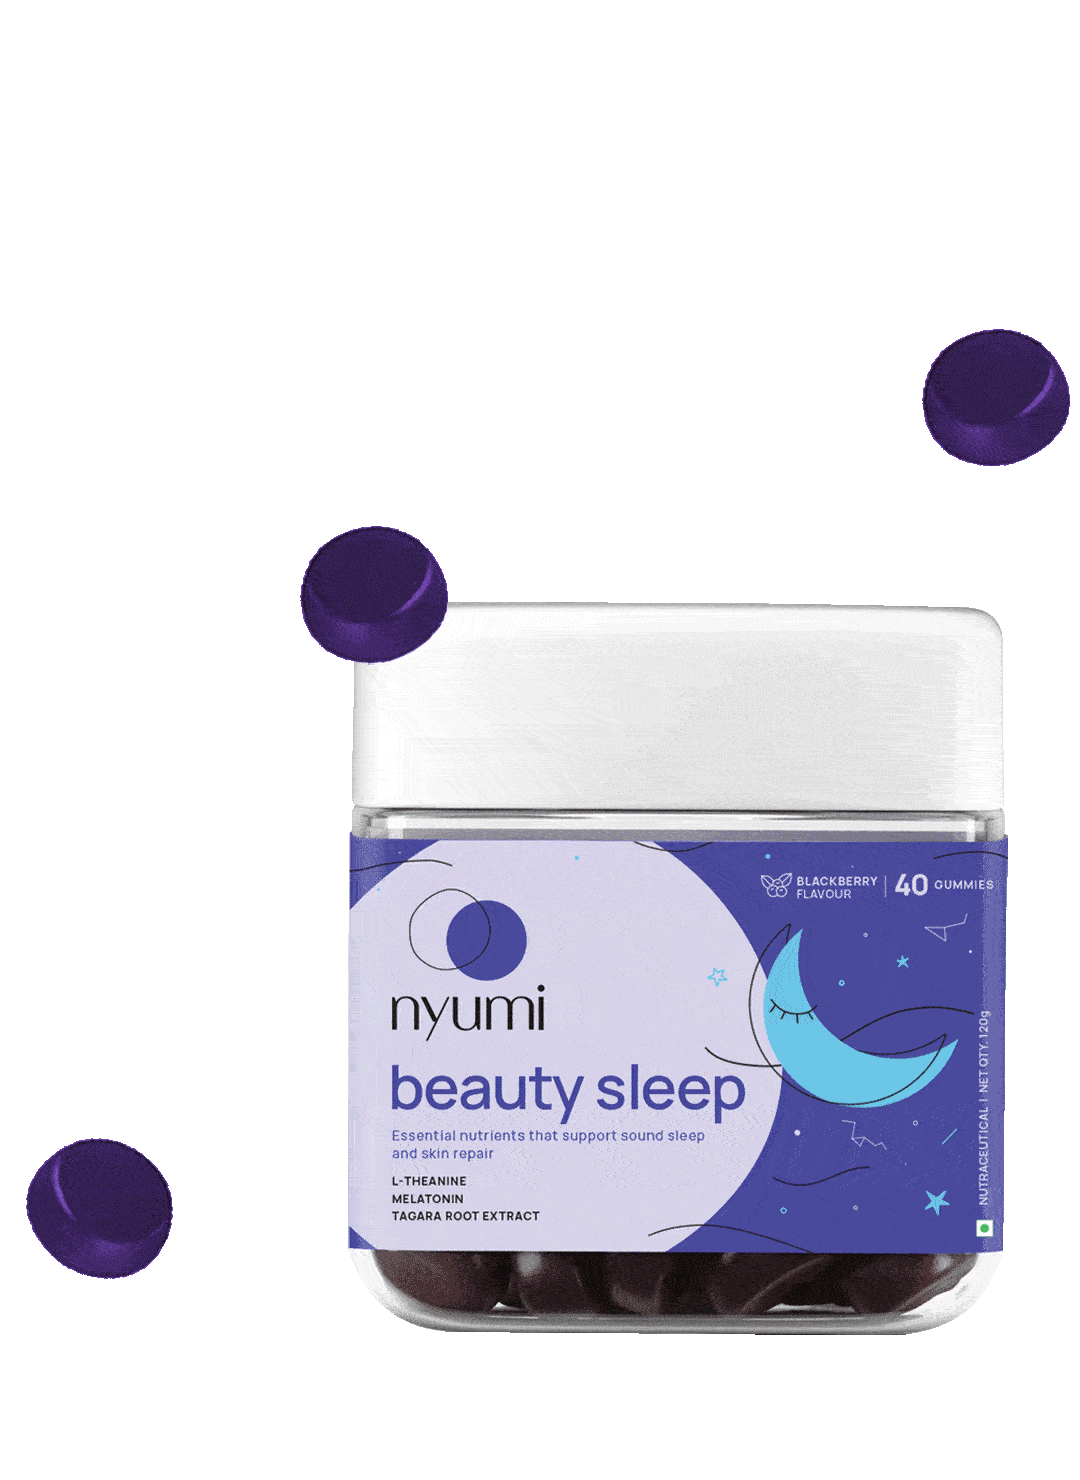 BLACKBERRY
FLAVOUR
40 GUMMIES
nyumi
beauty sleep
Essential nutrients that support sound sleep
and skin repair
L-THEANINE
MELATONIN
TAGARA ROOT EXTRACT
NUTRACEUTICAL | NET QTY. 120g